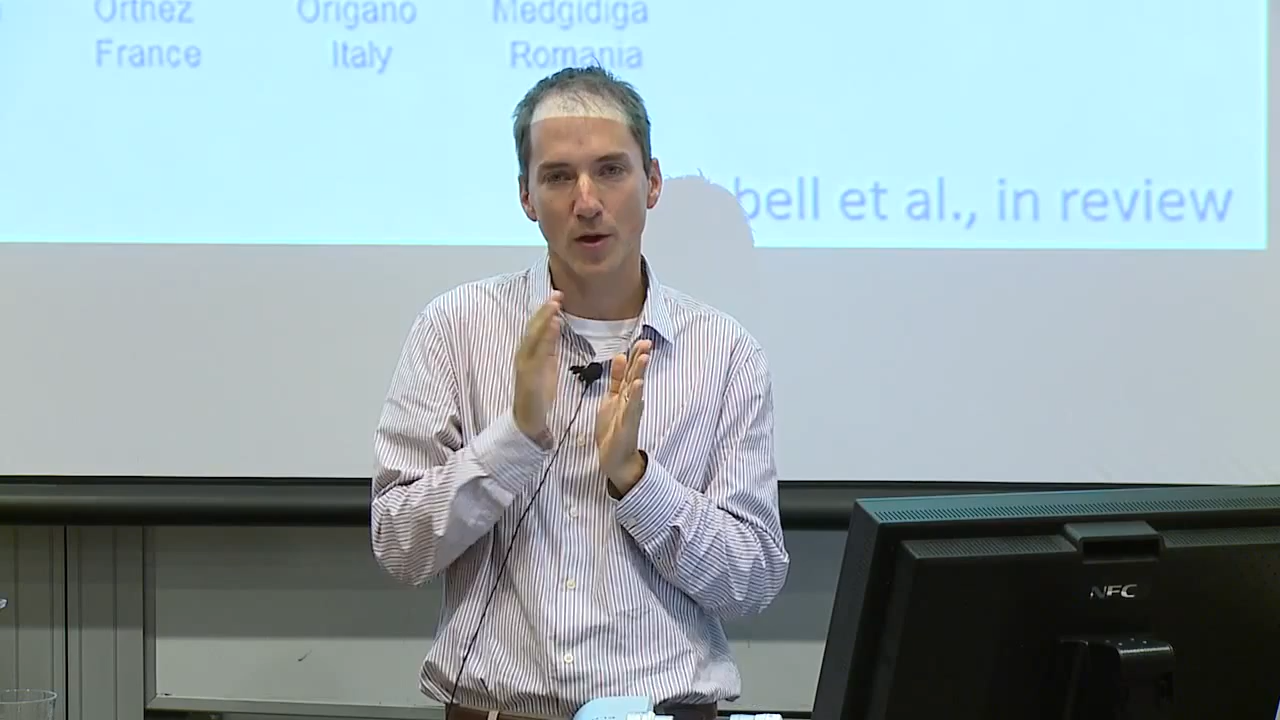 Orthez Origano Medgidiga
France Italy Romania
bell et al., in review
NEC